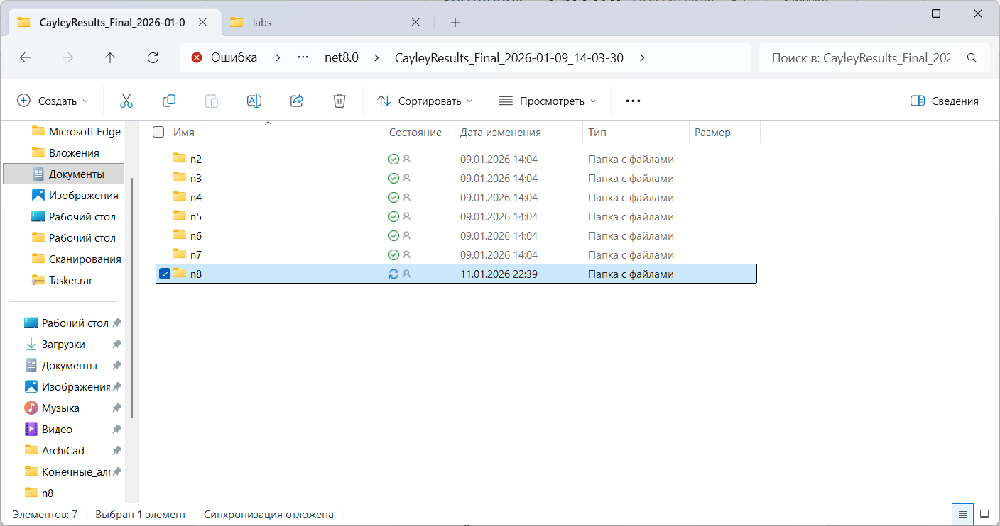 CayleyResults_Final_2026-01-0
labs
Ошибка
net8.0
CayleyResults_Final_2026-01-09_14-03-30
Поиск в: CayleyResults_Final_202
Создать
Сортировать
Просмотреть
Сведения
Имя Состояние Дата изменения Тип Размер
n2 09.01.2026 14:04 Папка с файлами
n3 09.01.2026 14:04 Папка с файлами
n4 09.01.2026 14:04 Папка с файлами
n5 09.01.2026 14:04 Папка с файлами
n6 09.01.2026 14:04 Папка с файлами
n7 09.01.2026 14:04 Папка с файлами
n8 11.01.2026 22:39 Папка с файлами
Microsoft Edge
Вложения
Документы
Изображения
Рабочий стол
Рабочий стол
Сканирования
Tasker.rar
Рабочий стол
Загрузки
Документы
Изображения
Музыка
Видео
ArchiCad
Конечные_алг
n8
Элементов: 7 Выбран 1 элемент Синхронизация отложена